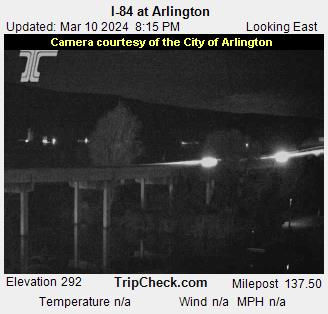 I-84 at Arlington
Updated: Mar 10 2024 8:15 PM Looking East
Camera courtesy of the City of Arlington
Elevation 292 TripCheck.com Milepost 137.50
Temperature n/a Wind n/a MPH n/a